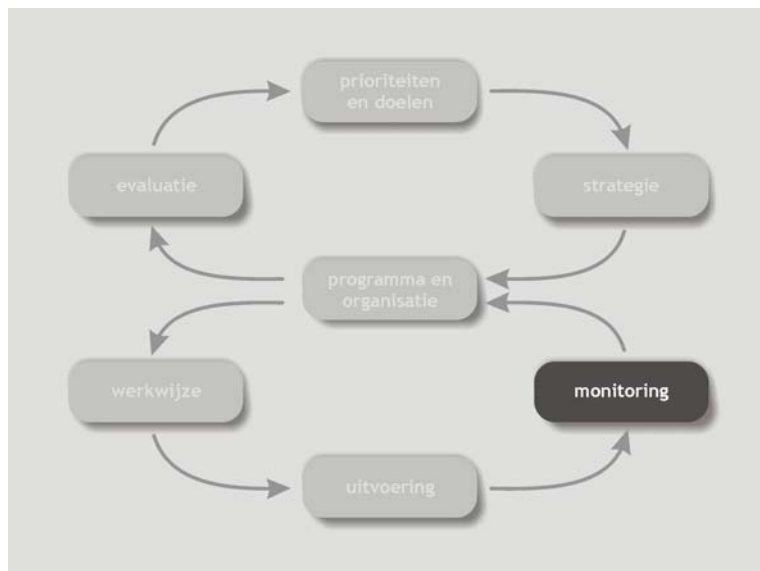 prioriteiten
en doelen
evaluatie
strategie
programma en
organisatie
werkwijze
monitoring
uitvoering